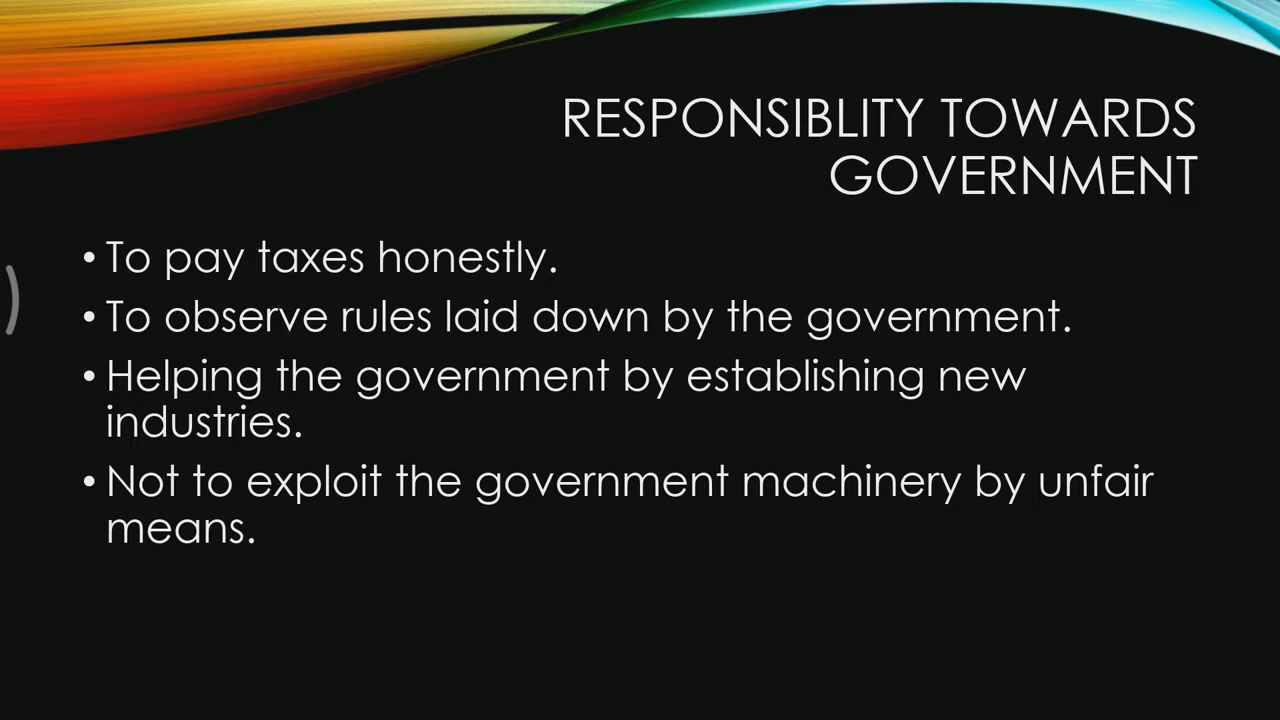 RESPONSIBLITY TOWARDS
GOVERNMENT
• To pay taxes honestly.
• To observe rules laid down by the government.
• Helping the government by establishing new
industries.
• Not to exploit the government machinery by unfair
means.